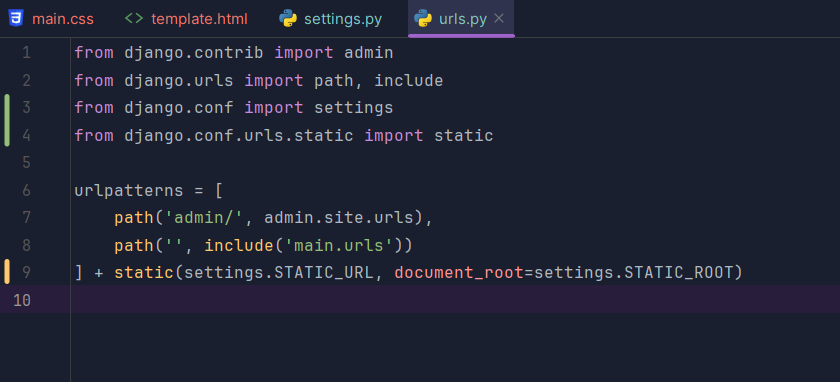 main.css <> template.html settings.py urls.py ×
1 from django.contrib import admin
2 from django.urls import path, include
3 from django.conf import settings
4 from django.conf.urls.static import static
5
6 urlpatterns = [
7     path('admin/', admin.site.urls),
8     path('', include('main.urls'))
9 ] + static(settings.STATIC_URL, document_root=settings.STATIC_ROOT)
10